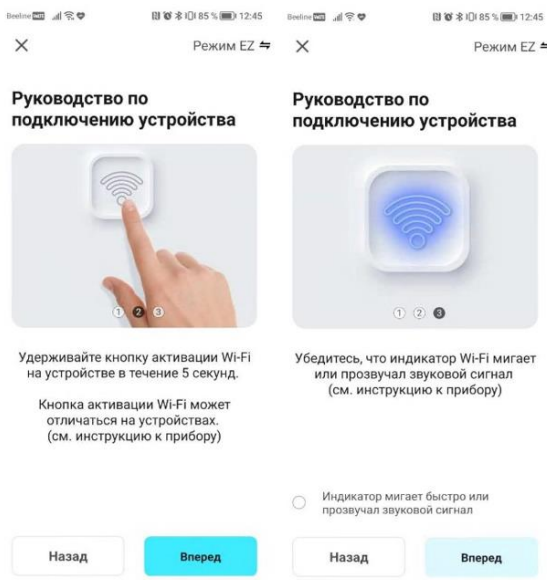 Beeline 85 % 12:45
Режим EZ
Руководство по
подключению устройства
1 2 3
Удерживайте кнопку активации Wi-Fi
на устройстве в течение 5 секунд.
Кнопка активации Wi-Fi может
отличаться на устройствах.
(см. инструкцию к прибору)
Назад
Вперед
Beeline 85 % 12:45
Режим EZ
Руководство по
подключению устройства
1 2 3
Убедитесь, что индикатор Wi-Fi мигает
или прозвучал звуковой сигнал
(см. инструкцию к прибору)
Индикатор мигает быстро или
прозвучал звуковой сигнал
Назад
Вперед